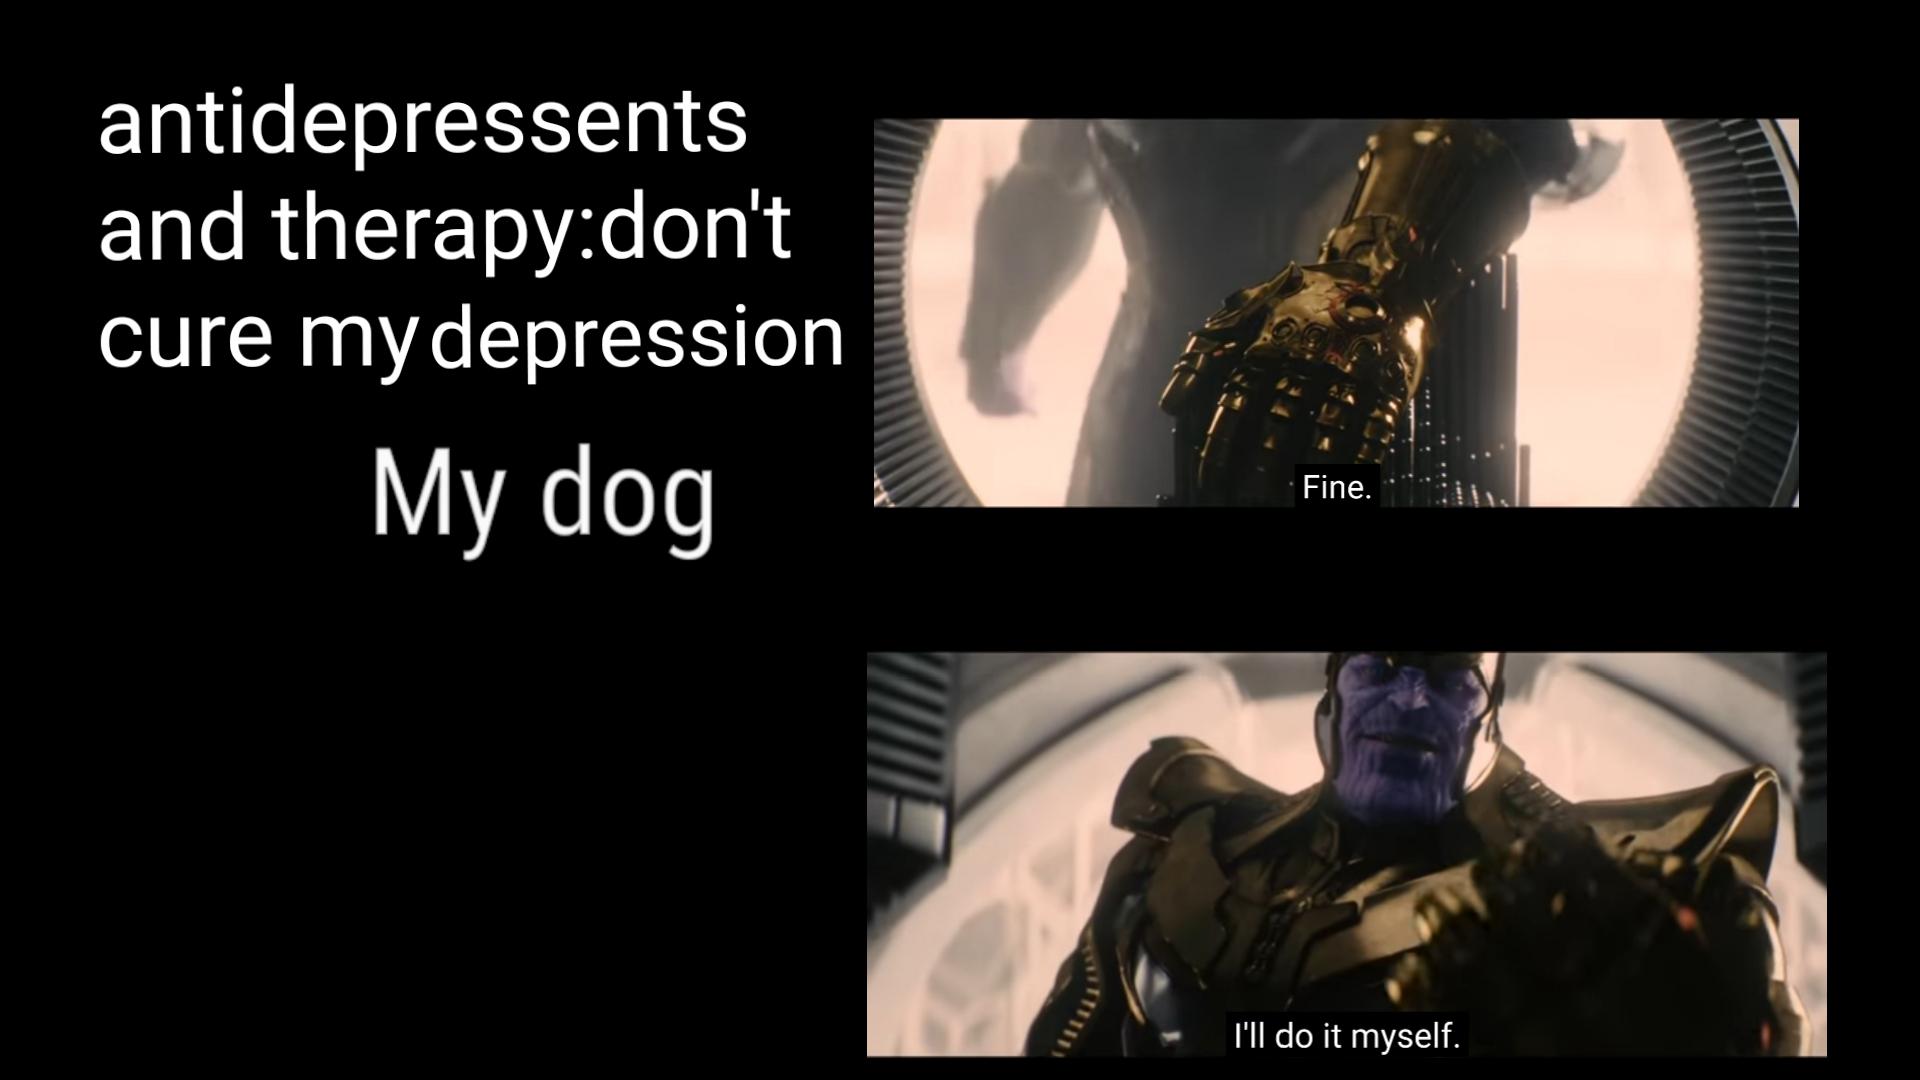 antidepressents
and therapy:don't
cure my depression
My dog
Fine.
I'll do it myself.